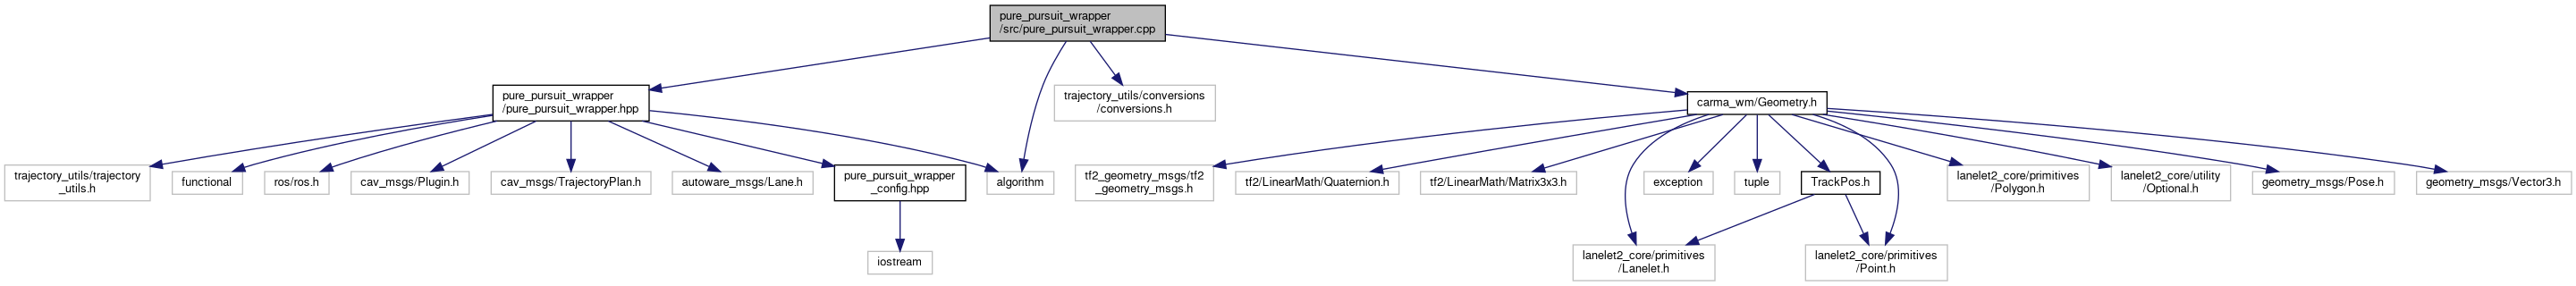 pure_pursuit_wrapper
/src/pure_pursuit_wrapper.cpp
pure_pursuit_wrapper
/pure_pursuit_wrapper.hpp
trajectory_utils/conversions
/conversions.h
carma_wm/Geometry.h
trajectory_utils/trajectory
_utils.h
functional
ros/ros.h
cav_msgs/Plugin.h
cav_msgs/TrajectoryPlan.h
autoware_msgs/Lane.h
pure_pursuit_wrapper
_config.hpp
algorithm
tf2_geometry_msgs/tf2
_geometry_msgs.h
tf2/LinearMath/Quaternion.h
tf2/LinearMath/Matrix3x3.h
exception
tuple
TrackPos.h
lanelet2_core/primitives
/Polygon.h
lanelet2_core/utility
/Optional.h
geometry_msgs/Pose.h
geometry_msgs/Vector3.h
iostream
lanelet2_core/primitives
/Lanelet.h
lanelet2_core/primitives
/Point.h